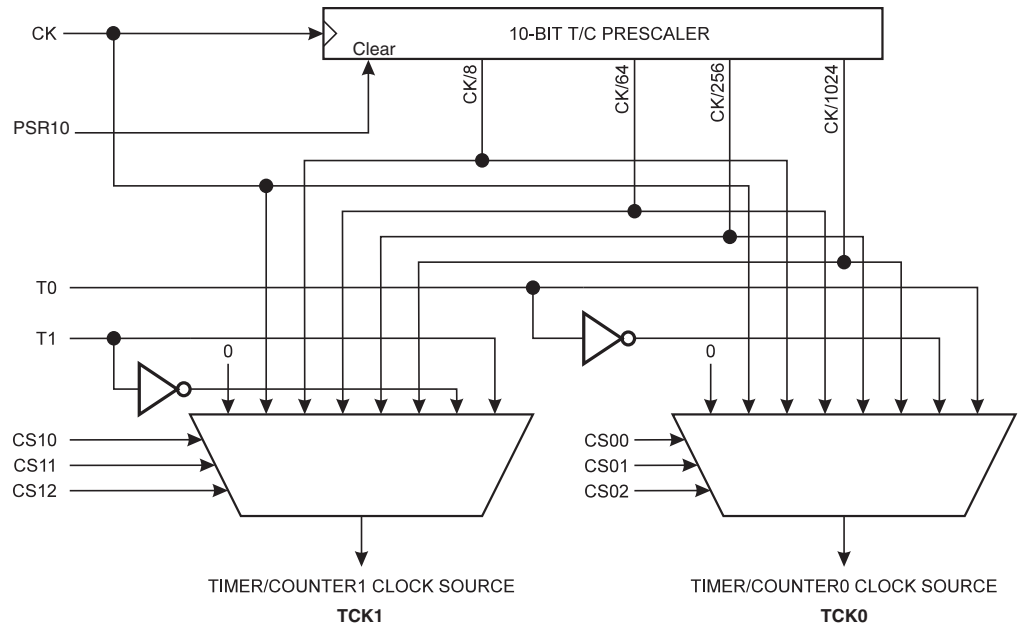 CK
10-BIT T/C PRESCALER
Clear
CK/8
CK/64
CK/256
CK/1024
PSR10
T0
T1
0
0
CS10
CS11
CS12
CS00
CS01
CS02
TIMER/COUNTER1 CLOCK SOURCE
TCK1
TIMER/COUNTER0 CLOCK SOURCE
TCK0